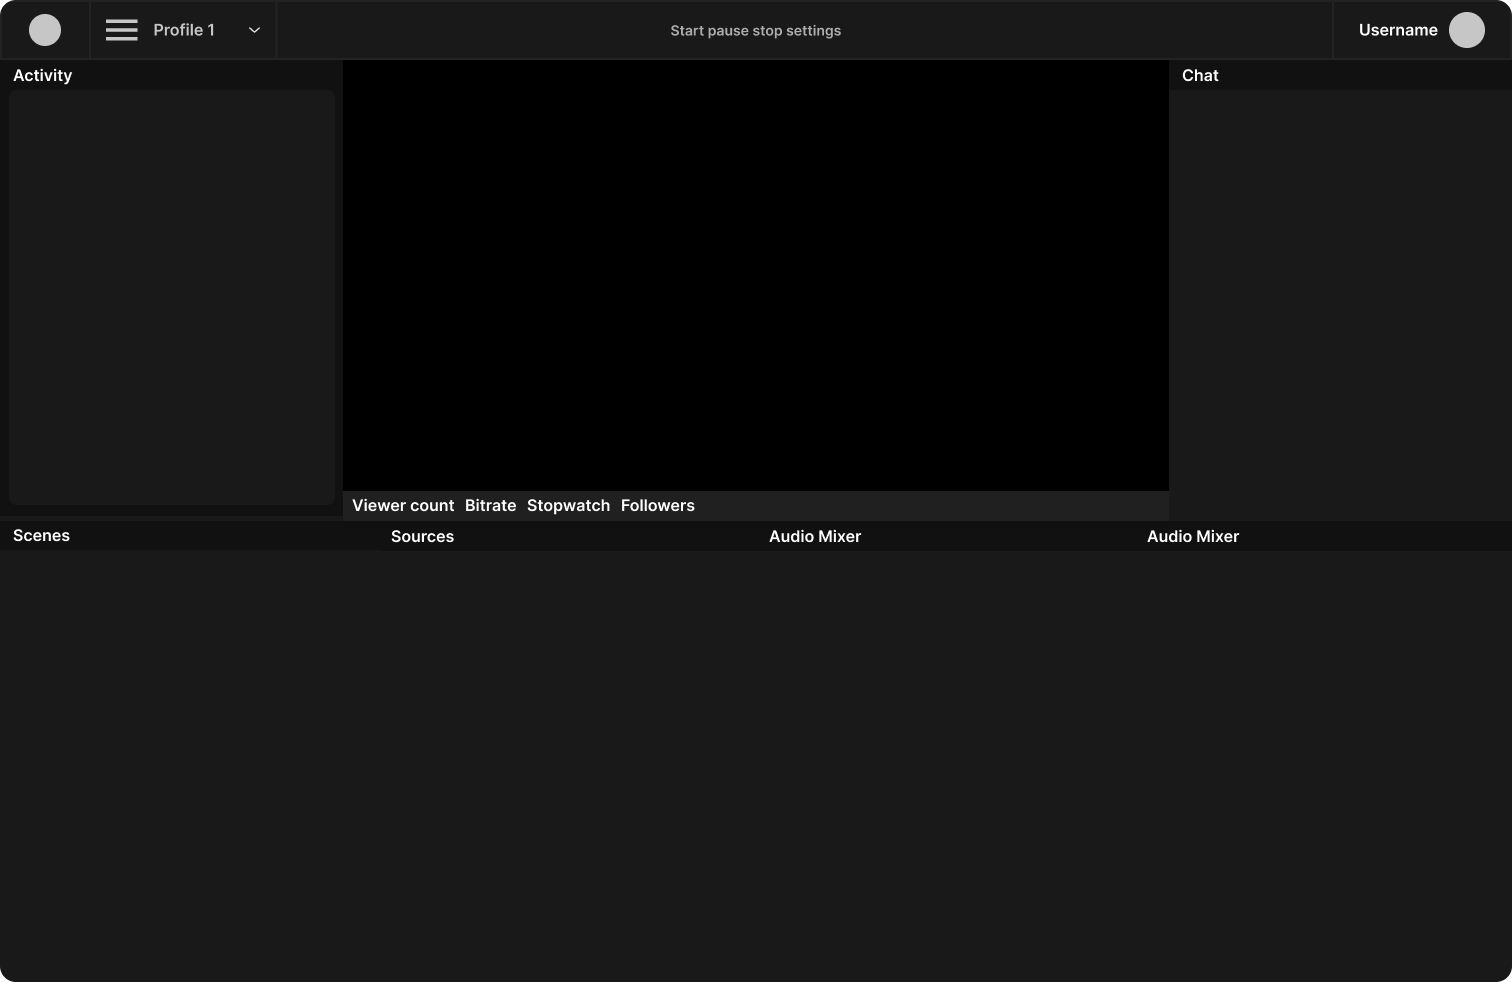 Profile 1
Start pause stop settings
Username
Activity
Chat
Viewer count Bitrate Stopwatch Followers
Scenes
Sources
Audio Mixer
Audio Mixer